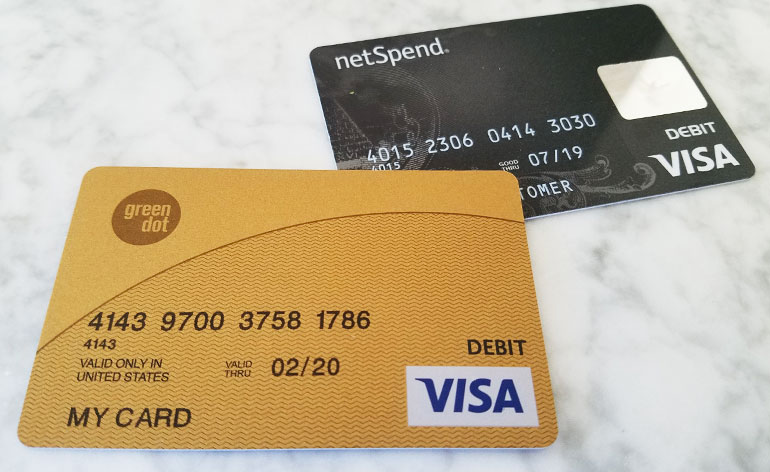 netSpend®
4015 2306 0414 3030
4015
GOOD THRU 07/19
TOMER
DEBIT
VISA
green
dot
4143 9700 3758 1786
4143
VALID ONLY IN
UNITED STATES
VALID
THRU
02/20
MY CARD
DEBIT
VISA